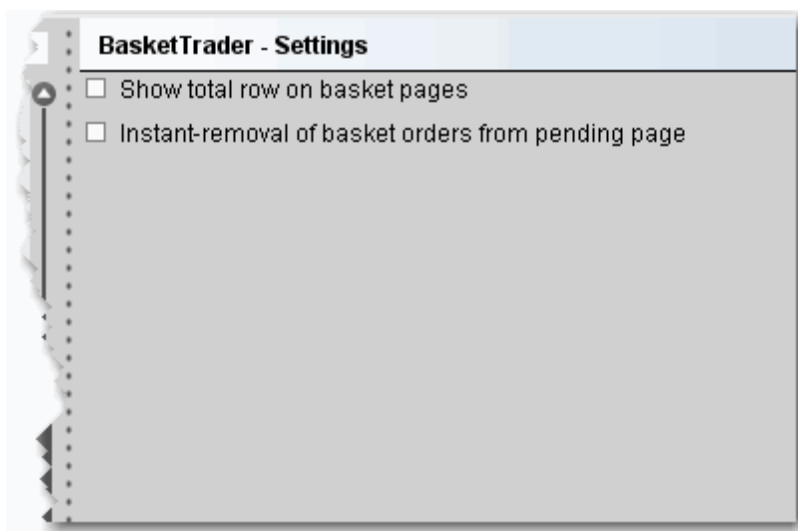 BasketTrader - Settings
Show total row on basket pages
Instant-removal of basket orders from pending page